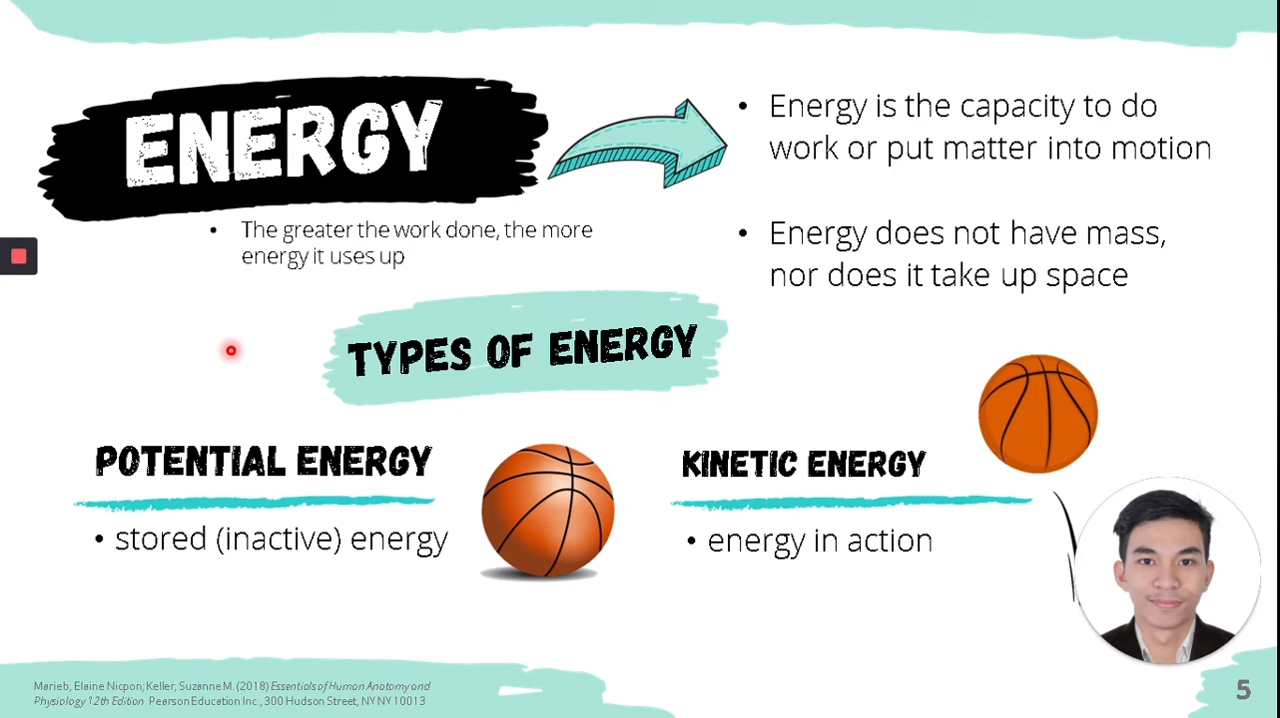 ENERGY
• Energy is the capacity to do
work or put matter into motion
• The greater the work done, the more
energy it uses up
• Energy does not have mass,
nor does it take up space
TYPES OF ENERGY
POTENTIAL ENERGY
• stored (inactive) energy
KINETIC ENERGY
• energy in action
Marieb, Elaine Nicpon; Keller, Suzanne M. (2018) Essentials of Human Anatomy and
Physiology 12th Edition Pearson Education Inc., 300 Hudson Street, NY NY 10013
5